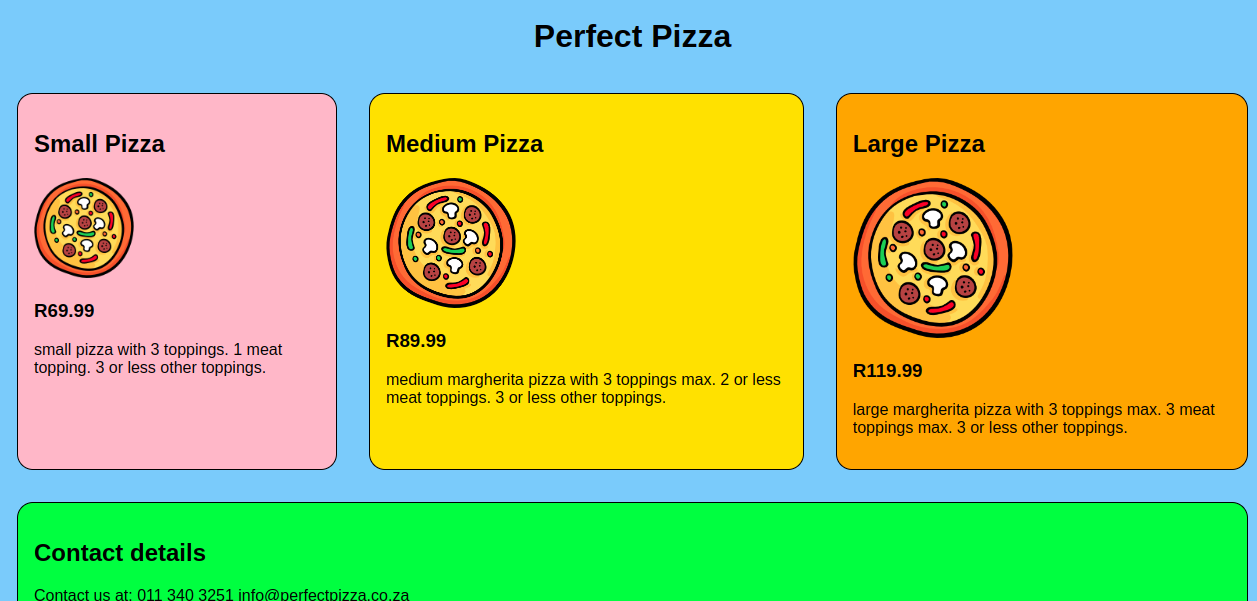 Perfect Pizza
Small Pizza
R69.99
small pizza with 3 toppings. 1 meat
topping. 3 or less other toppings.
Medium Pizza
R89.99
medium margherita pizza with 3 toppings max. 2 or less
meat toppings. 3 or less other toppings.
Large Pizza
R119.99
large margherita pizza with 3 toppings max. 3 meat
toppings max. 3 or less other toppings.
Contact details
Contact us at: 011 340 3251 info@perfectpizza.co.za